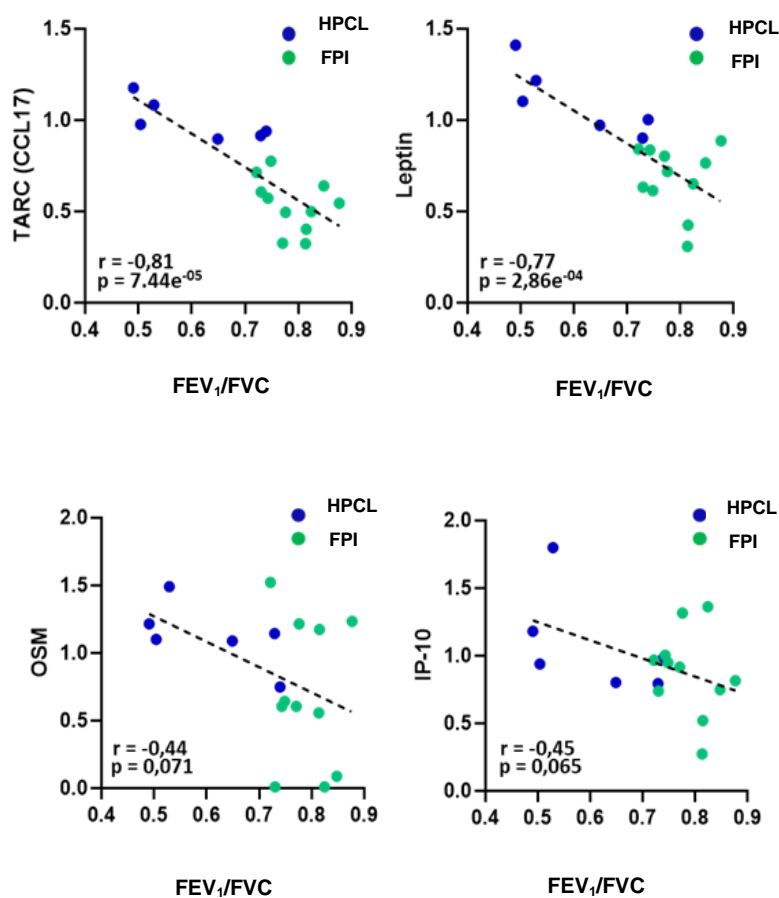 HPCL
FPI
TARC (CCL17)
1.5
1.0
0.5
0.0
r = -0,81
p = 7.44e-05
0.4 0.5 0.6 0.7 0.8 0.9
FEV₁/FVC
HPCL
FPI
Leptin
1.5
1.0
0.5
0.0
r = -0,77
p = 2,86e-04
0.4 0.5 0.6 0.7 0.8 0.9
FEV₁/FVC
HPCL
FPI
OSM
2.0
1.5
1.0
0.5
0.0
r = -0,44
p = 0,071
0.4 0.5 0.6 0.7 0.8 0.9
FEV₁/FVC
HPCL
FPI
IP-10
2.0
1.5
1.0
0.5
0.0
r = -0,45
p = 0,065
0.4 0.5 0.6 0.7 0.8 0.9
FEV₁/FVC